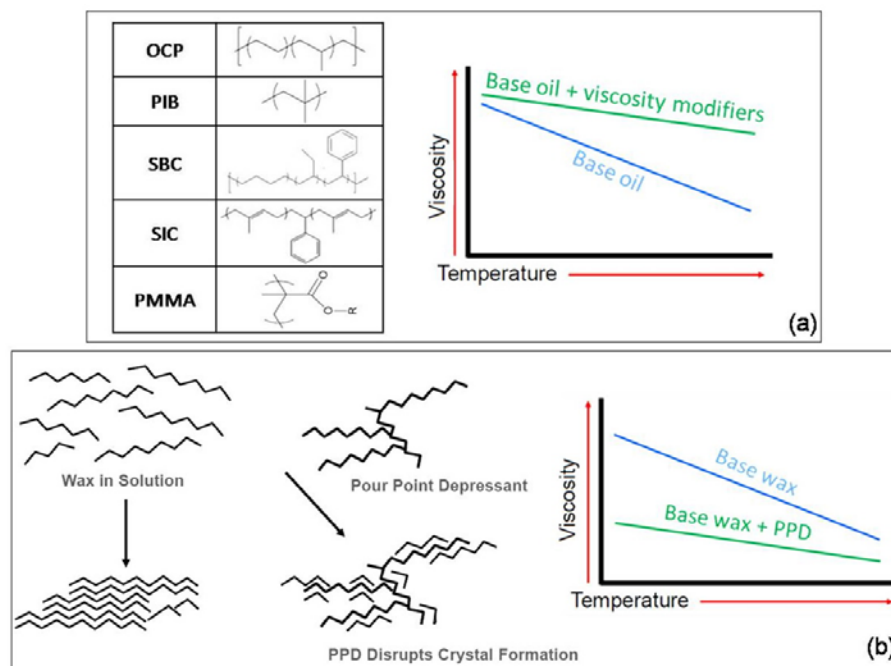 OCP
PIB
SBC
SIC
PMMA
O
O
R
Viscosity
Base oil + viscosity modifiers
Base oil
Temperature
(a)
Wax in Solution
Pour Point Depressant
PPD Disrupts Crystal Formation
Viscosity
Base wax
Base wax + PPD
Temperature
(b)